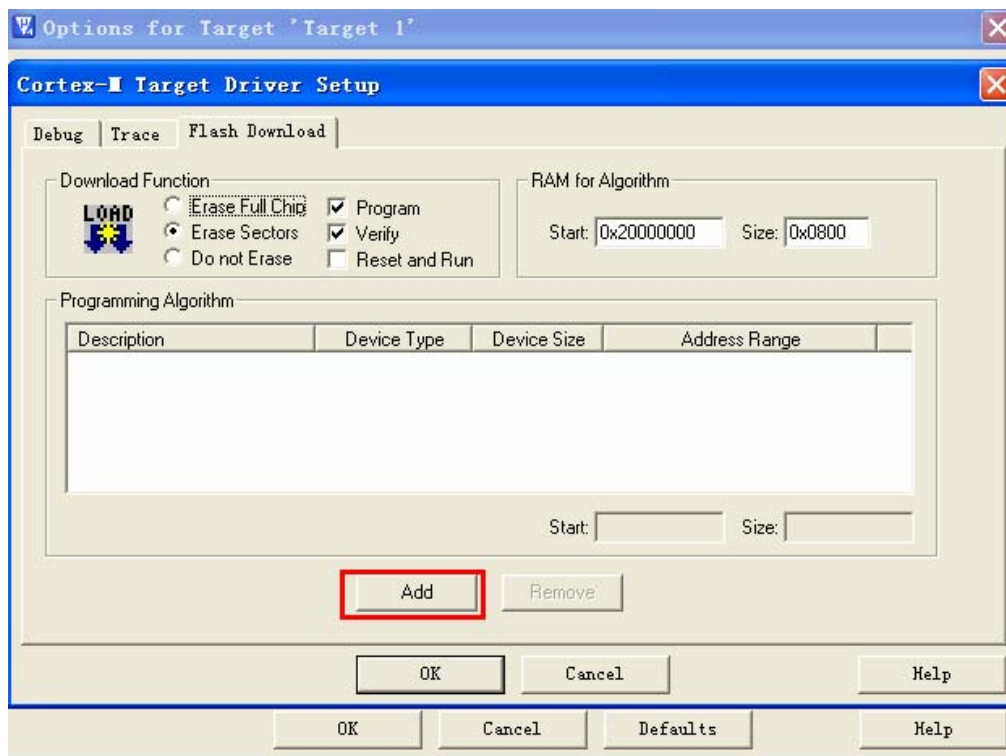 Options for Target 'Target 1'
Cortex-M Target Driver Setup
Debug Trace Flash Download
Download Function
LOAD
Erase Full Chip
Erase Sectors
Do not Erase
Program
Verify
Reset and Run
RAM for Algorithm
Start: 0x20000000 Size: 0x0800
Programming Algorithm
Description Device Type Device Size Address Range
Start: Size:
Add Remove
OK Cancel Help
OK Cancel Defaults Help